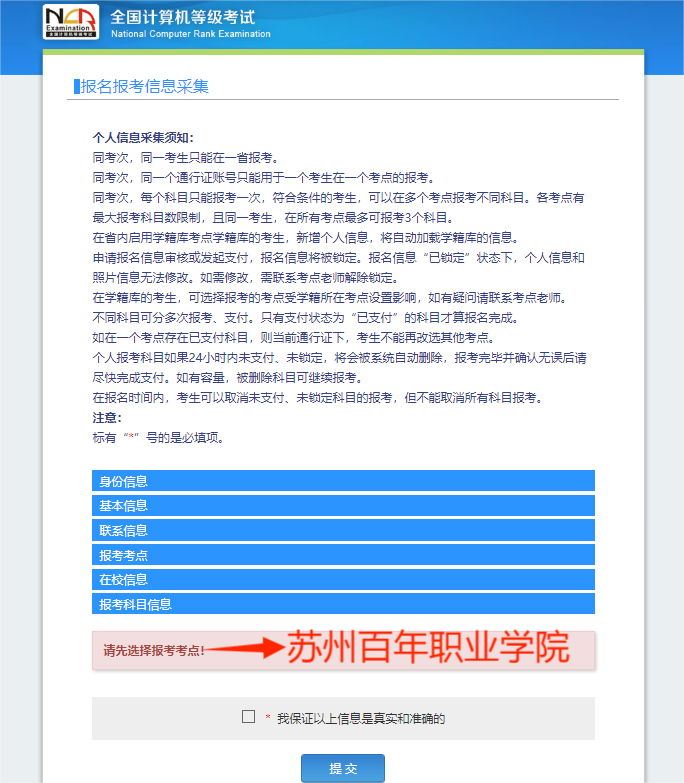 NCR
Examination
全国计算机等级考试
全国计算机等级考试
National Computer Rank Examination
报名报考信息采集
个人信息采集须知：
同考次，同一考生只能在一省报考。
同考次，同一个通行证账号只能用于一个考生在一个考点的报考。
同考次，每个科目只能报考一次，符合条件的考生，可以在多个考点报考不同科目。各考点有
最大报考科目数限制，且同一考生，在所有考点最多可报考3个科目。
在省内启用学籍库考点学籍库的考生，新增个人信息，将自动加载学籍库的信息。
申请报名信息审核或发起支付，报名信息将被锁定。报名信息“已锁定”状态下，个人信息和
照片信息无法修改。如需修改，需联系考点老师解除锁定。
在学籍库的考生，可选择报考的考点受学籍所在考点设置影响，如有疑问请联系考点老师。
不同科目可分多次报考、支付。只有支付状态为“已支付”的科目才算报名完成。
如在一个考点存在已支付科目，则当前通行证下，考生不能再改选其他考点。
个人报考科目如果24小时内未支付、未锁定，将会被系统自动删除，报考完毕并确认无误后请
尽快完成支付。如有容量，被删除科目可继续报考。
在报名时间内，考生可以取消未支付、未锁定科目的报考，但不能取消所有科目报考。
注意：
标有“*”号的是必填项。
身份信息
基本信息
联系信息
报考考点
在校信息
报考科目信息
请先选择报考考点！ 苏州百年职业学院
* 我保证以上信息是真实和准确的
提 交